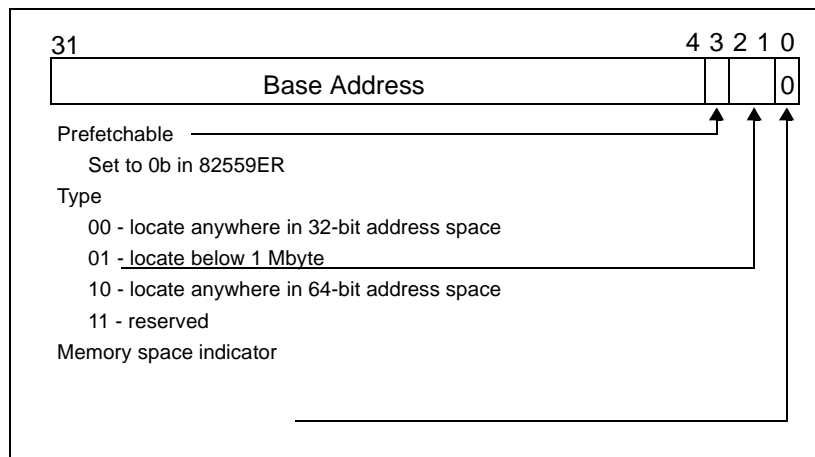 31 4 3 2 1 0
Base Address 0
Prefetchable
Set to 0b in 82559ER
Type
00 - locate anywhere in 32-bit address space
01 - locate below 1 Mbyte
10 - locate anywhere in 64-bit address space
11 - reserved
Memory space indicator